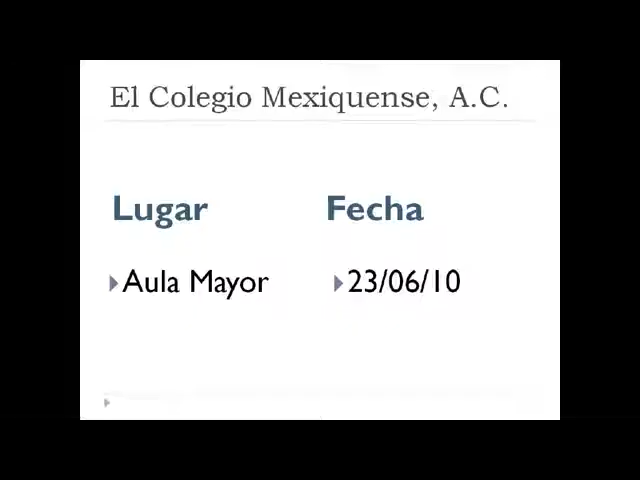 El Colegio Mexiquense, A.C.
Lugar
Fecha
Aula Mayor
23/06/10